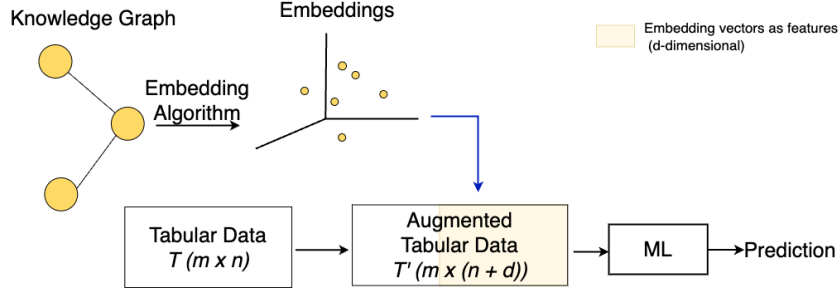 Knowledge Graph
Embeddings
Embedding vectors as features
(d-dimensional)
Embedding
Algorithm
Tabular Data
T (m x n)
Augmented
Tabular Data
T' (m x (n + d))
ML
Prediction